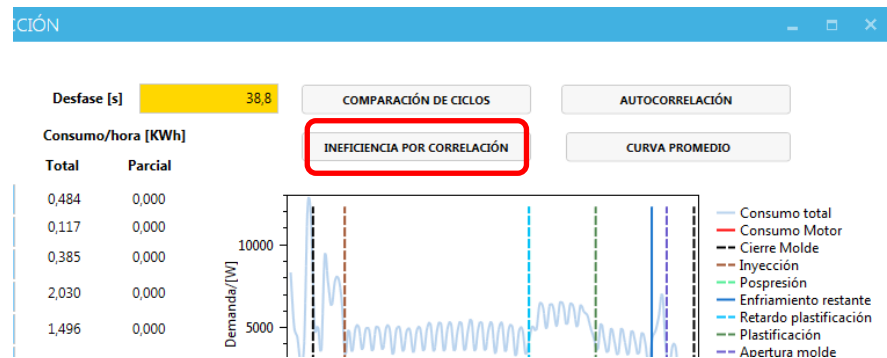 CCIÓN
Desfase [s] 38,8 COMPARACIÓN DE CICLOS AUTOCORRELACIÓN
Consumo/hora [KWh] INEFICIENCIA POR CORRELACIÓN CURVA PROMEDIO
Total Parcial
0,484 0,000
0,117 0,000
0,385 0,000
2,030 0,000
1,496 0,000
Demanda/[W]
10000
5000
Consumo total
Consumo Motor
Cierre Molde
Inyección
Pospresión
Enfriamiento restante
Retardo plastificación
Plastificación
Apertura molde